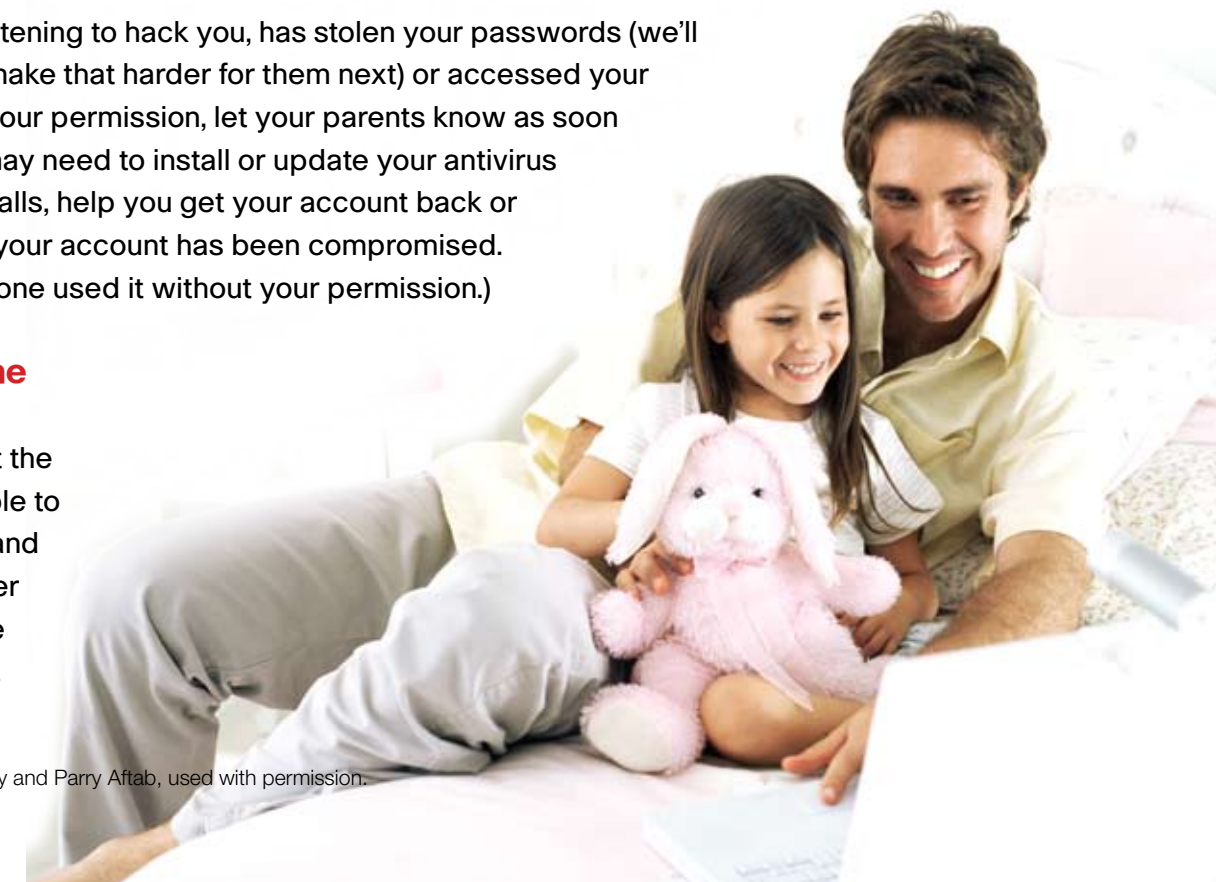 tening to hack you, has stolen your passwords (we’ll
make that harder for them next) or accessed your
our permission, let your parents know as soon
may need to install or update your antivirus
alls, help you get your account back or
your account has been compromised.
one used it without your permission.)
ne
t the
le to
and
er
e
y and Parry Aftab, used with permission.